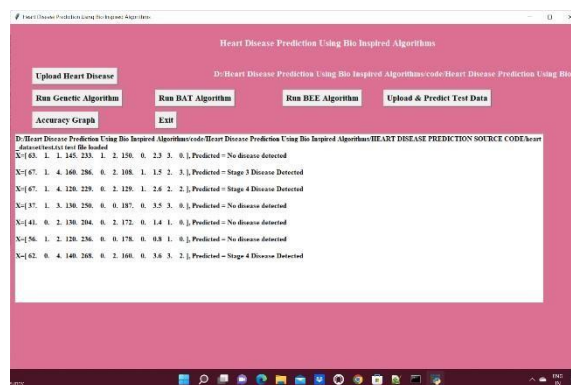 Heart Disease Prediction Using Bio Inspired Algorithms
Heart Disease Prediction Using Bio Inspired Algorithms
Upload Heart Disease
D:/Heart Disease Prediction Using Bio Inspired Algorithms/code/Heart Disease Prediction Using Bio
Run Genetic Algorithm
Run BAT Algorithm
Run BEE Algorithm
Upload & Predict Test Data
Accuracy Graph
Exit
D:/Heart Disease Prediction Using Bio Inspired Algorithms/code/Heart Disease Prediction Using Bio Inspired Algorithms/HEART DISEASE PREDICTION SOURCE CODE/heart
_dataset/test.txt test file loaded
X=[ 63. 1. 1. 145. 233. 1. 2. 150. 0. 2.3 3. 0. ], Predicted = No disease detected
X=[ 67. 1. 4. 160. 286. 0. 2. 108. 1. 1.5 2. 3. ], Predicted = Stage 3 Disease Detected
X=[ 67. 1. 4. 120. 229. 0. 2. 129. 1. 2.6 2. 2. ], Predicted = Stage 4 Disease Detected
X=[ 37. 1. 3. 130. 250. 0. 0. 187. 0. 3.5 3. 0. ], Predicted = No disease detected
X=[ 41. 0. 2. 130. 204. 0. 2. 172. 0. 1.4 1. 0. ], Predicted = No disease detected
X=[ 56. 1. 2. 120. 236. 0. 0. 178. 0. 0.8 1. 0. ], Predicted = No disease detected
X=[ 62. 0. 4. 140. 268. 0. 2. 160. 0. 3.6 3. 2. ], Predicted = Stage 4 Disease Detected
ENG
IN